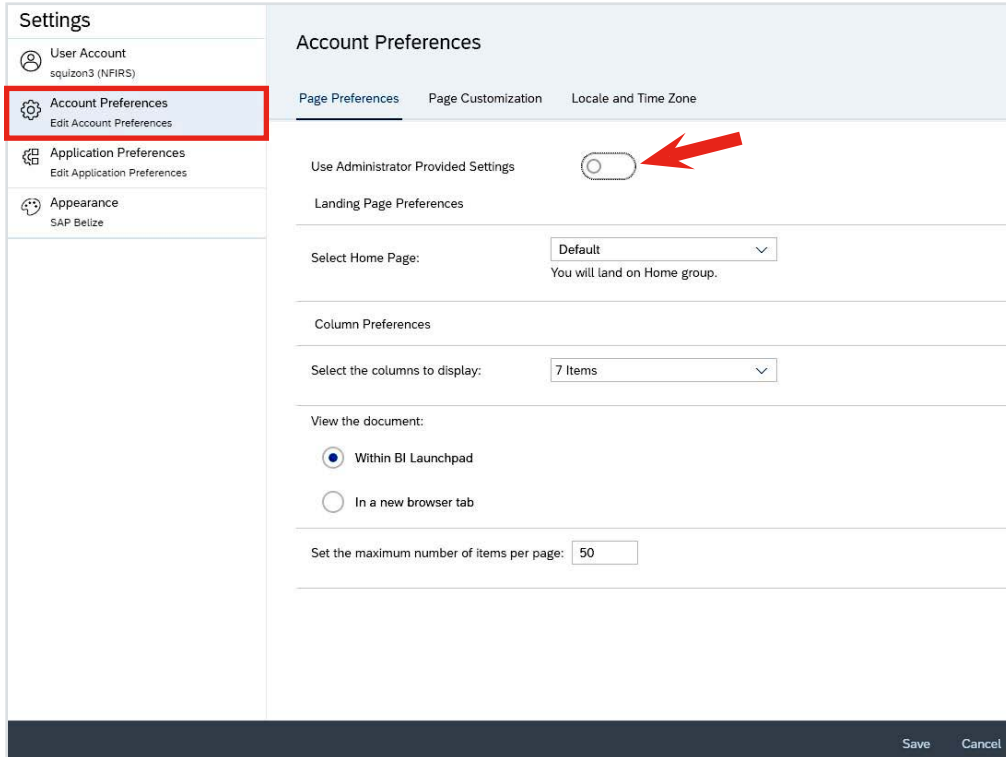 Settings
User Account
squizon3 (NFIRS)
Account Preferences
Edit Account Preferences
Application Preferences
Edit Application Preferences
Appearance
SAP Belize
Account Preferences
Page Preferences Page Customization Locale and Time Zone
Use Administrator Provided Settings
Landing Page Preferences
Select Home Page: Default
You will land on Home group.
Column Preferences
Select the columns to display: 7 Items
View the document:
Within BI Launchpad
In a new browser tab
Set the maximum number of items per page: 50
Save Cancel